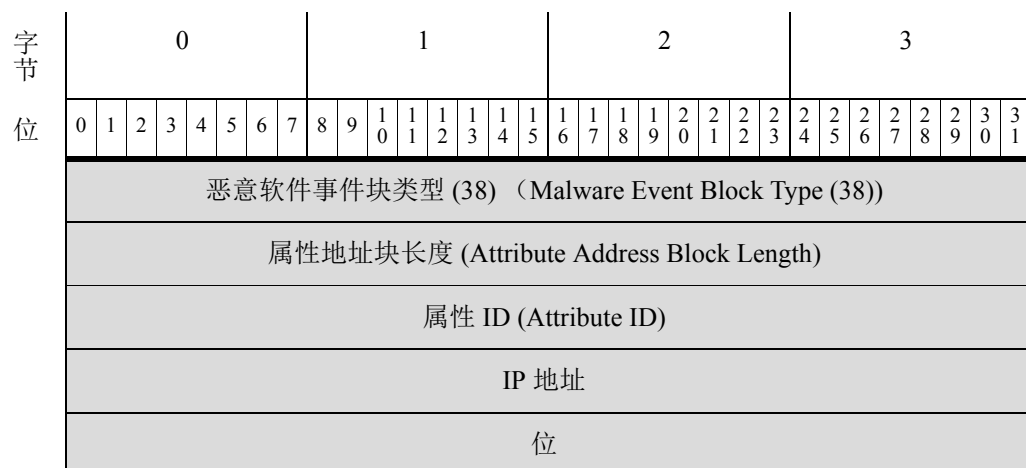 字节 0 1 2 3
位 0 1 2 3 4 5 6 7 8 9 10 11 12 13 14 15 16 17 18 19 20 21 22 23 24 25 26 27 28 29 30 31
恶意软件事件块类型 (38) （Malware Event Block Type (38))
属性地址块长度 (Attribute Address Block Length)
属性 ID (Attribute ID)
IP 地址
位